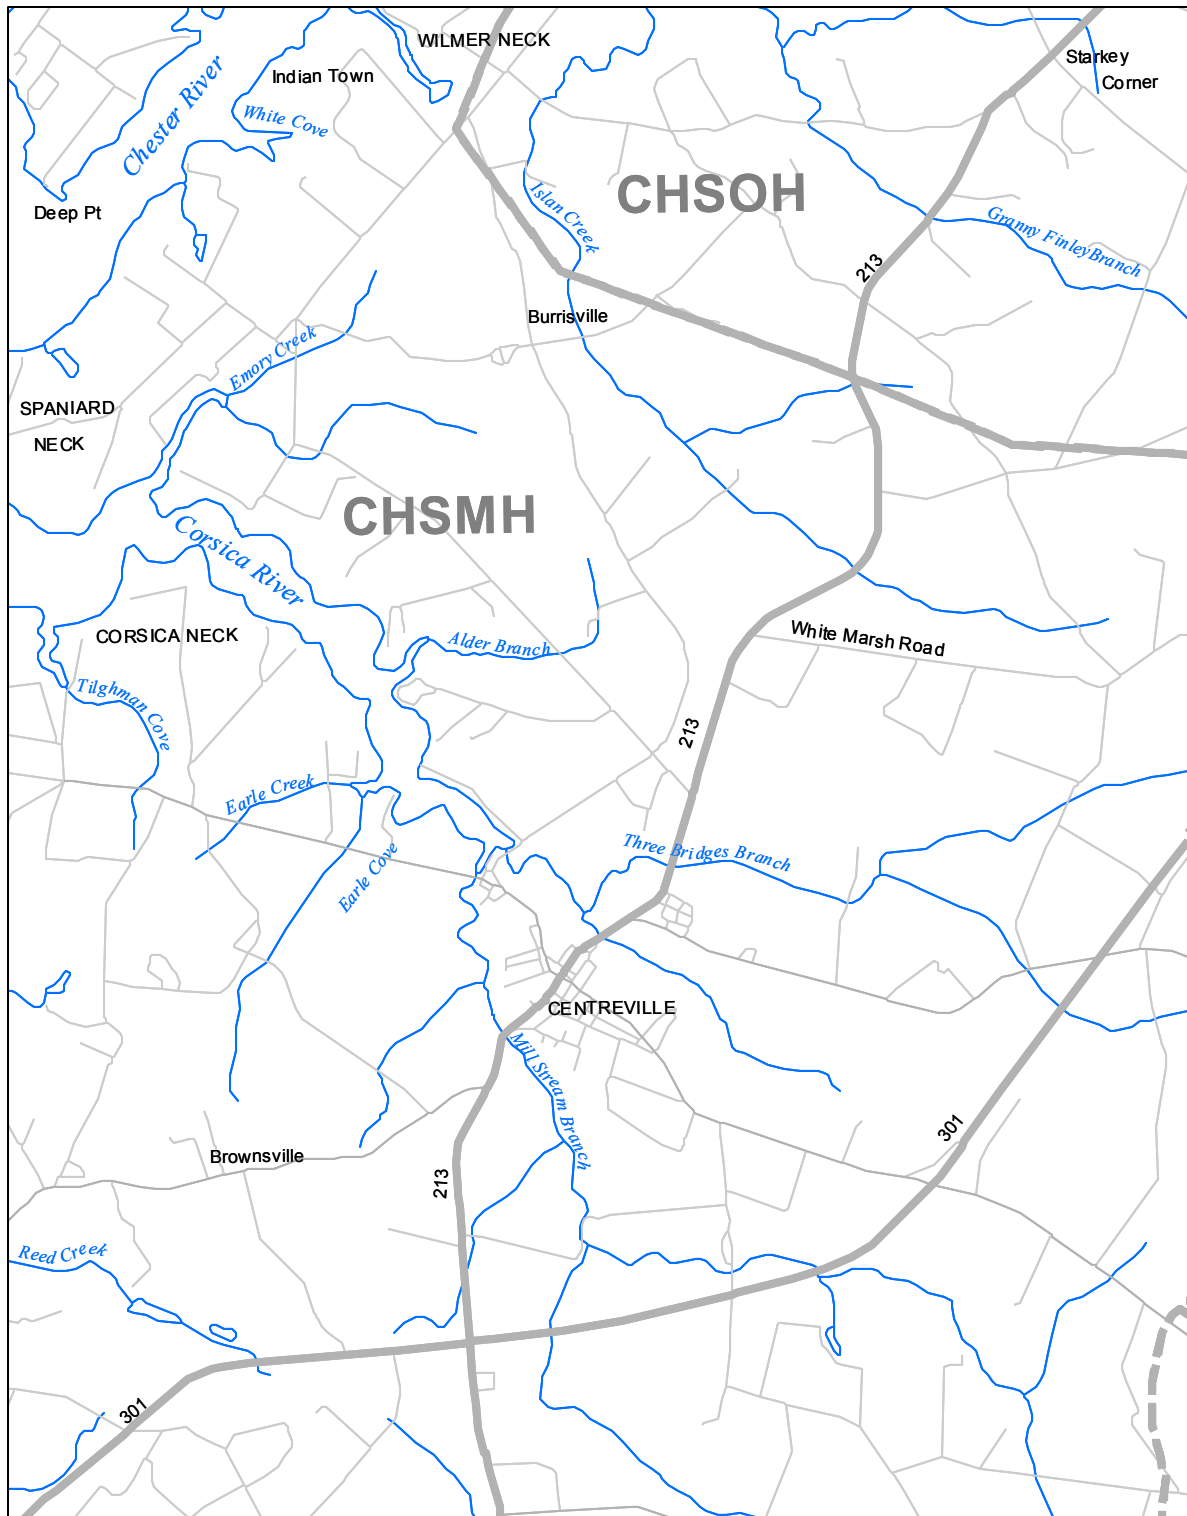 WILMER NECK
Starkey
Corner
Indian Town
Chester River
White Cove
CHSOH
Deep Pt
Islan Creek
Granny Finley Branch
213
Burrisville
Emory Creek
SPANIARD
NECK
CHSMH
Corsica River
CORSICA NECK
Alder Branch
White Marsh Road
Tilghman Cove
213
Earle Creek
Three Bridges Branch
Earle Cove
CENTREVILLE
Mill Stream Branch
301
Brownsville
213
Reed Creek
301